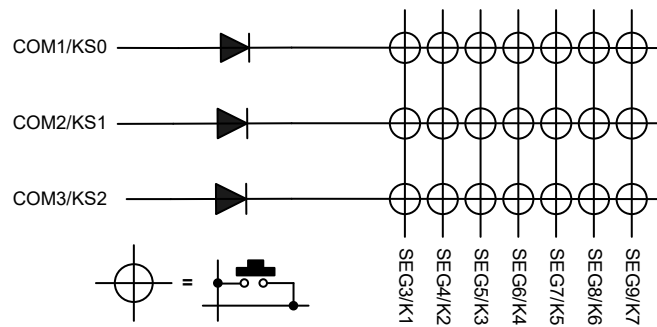 COM1/KS0
COM2/KS1
COM3/KS2
=
SEG3/K1
SEG4/K2
SEG5/K3
SEG6/K4
SEG7/K5
SEG8/K6
SEG9/K7